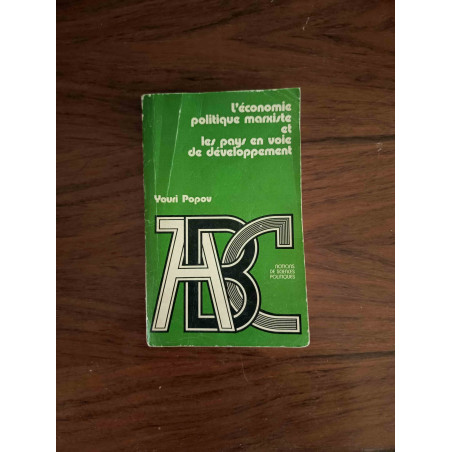 L'économie
politique marxiste
et
les pays en voie
de développement
Youri Popov
ABC
NOTIONS
DE SCIENCES
POLITIQUES